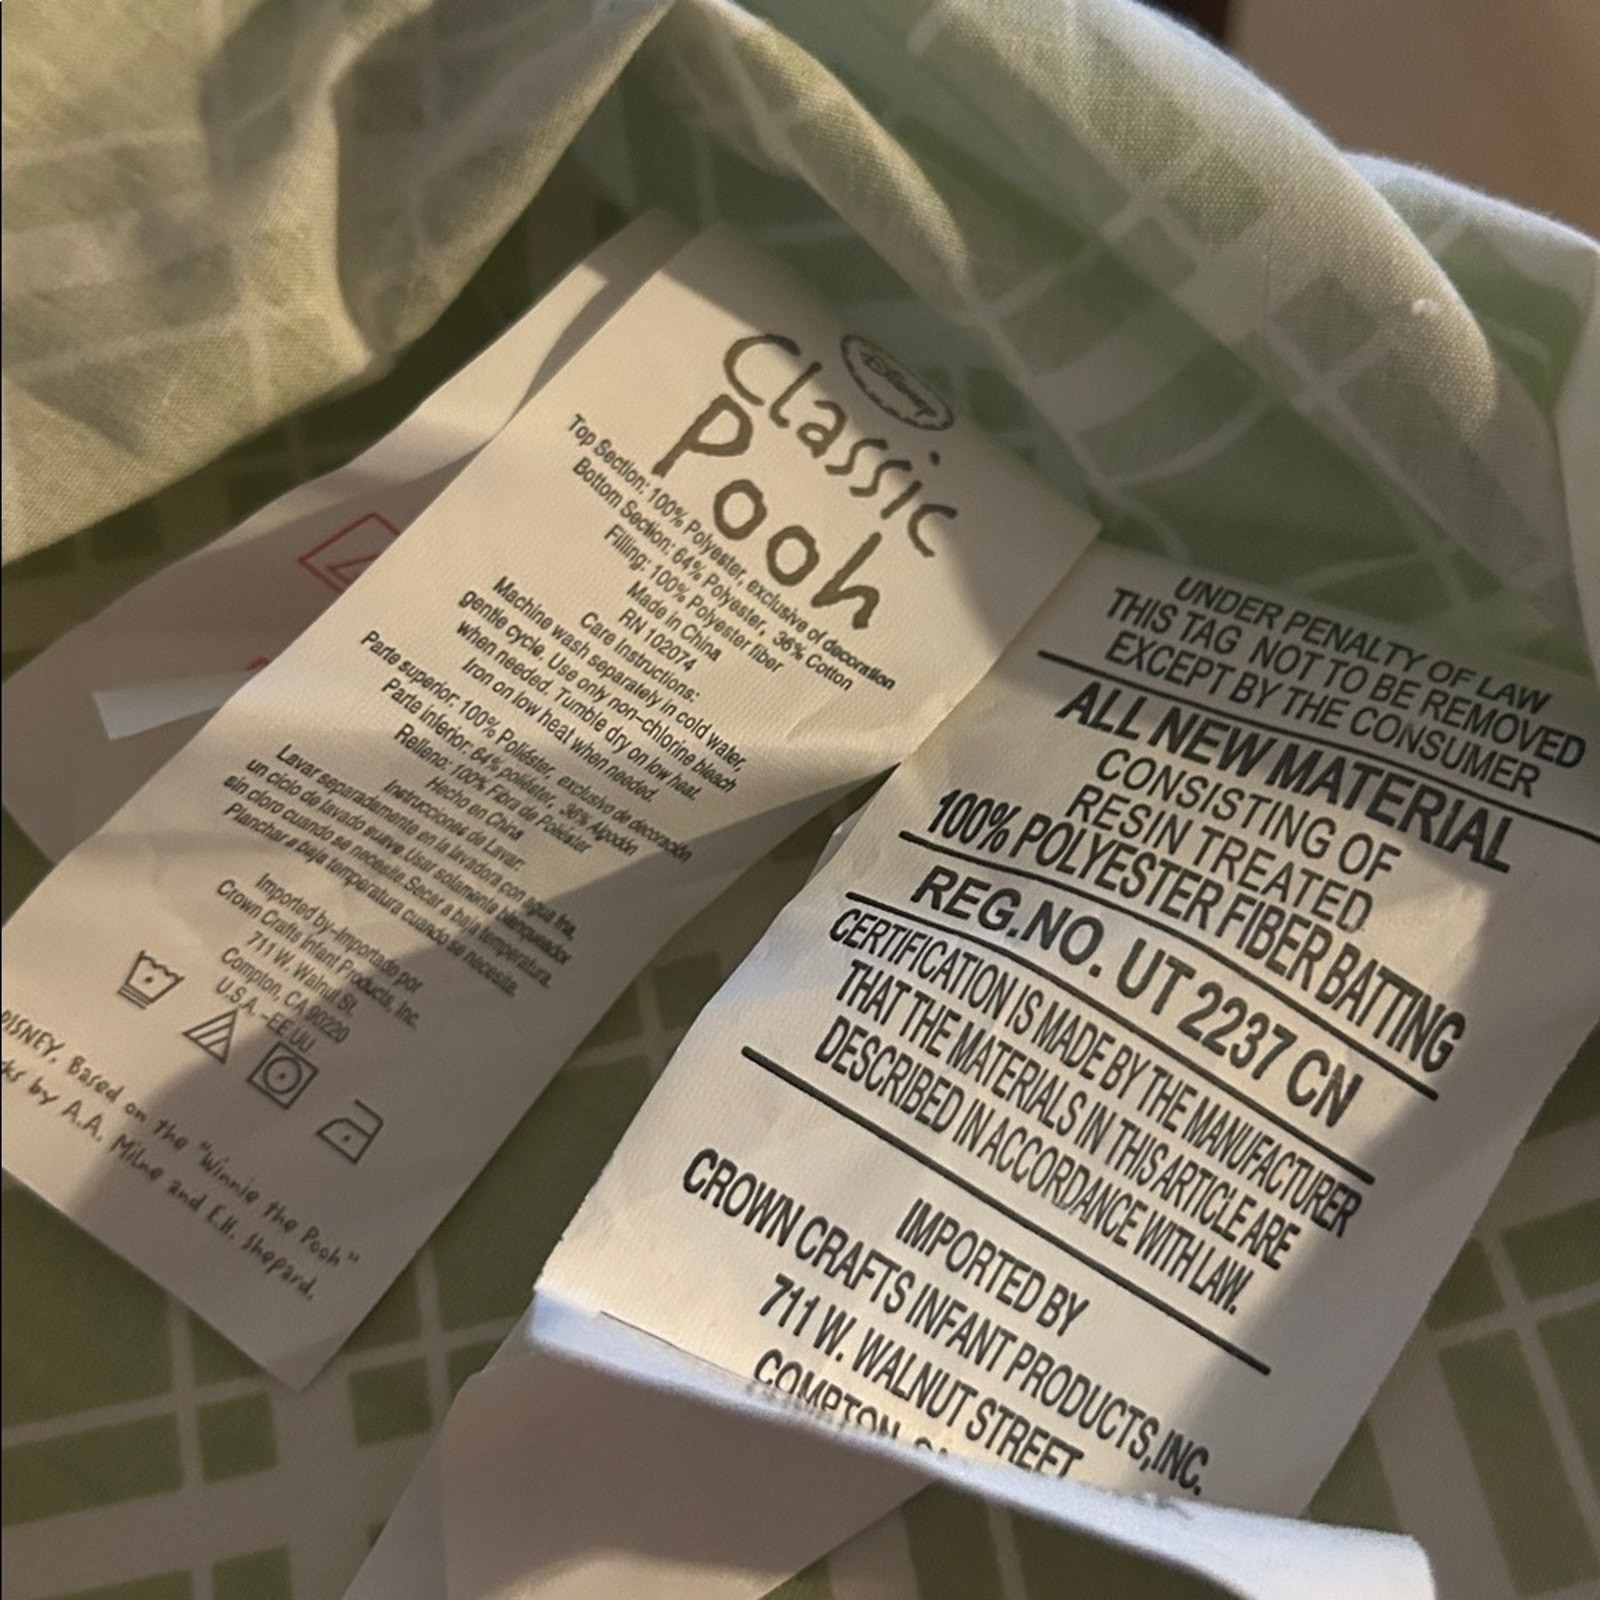 Disney
Classic
Pooh
Top Section: 100% Polyester, exclusive of decoration
Bottom Section: 64% Polyester, 36% Cotton
Filling: 100% Polyester fiber
Made in China
RN 102074
Care Instructions:
Machine wash separately in cold water,
gentle cycle. Use only non-chlorine bleach
when needed. Tumble dry on low heat.
Iron on low heat when needed.
Parte superior: 100% Poliéster, exclusivo de decoración
Parte inferior: 64% poliéster, 36% Algodón
Relleno: 100% Fibra de Poliéster
Hecho en China
Instrucciones de Lavar:
Lavar separadamente en la lavadora con agua fria,
un ciclo de lavado suave. Usar solamente blanqueador
sin cloro cuando se necesite. Secar a baja temperatura.
Planchar a baja temperatura cuando se necesite.
Imported by-Importado por
Crown Crafts Infant Products, Inc.
711 W. Walnut St.
Compton, CA 90220
U.S.A. -EE.UU.
DISNEY, Based on the "Winnie the Pooh"
by A.A. Milne and E.H. Shepard.
UNDER PENALTY OF LAW
THIS TAG NOT TO BE REMOVED
EXCEPT BY THE CONSUMER
ALL NEW MATERIAL
CONSISTING OF
RESIN TREATED
100% POLYESTER FIBER BATTING
REG.NO. UT 2237 CN
CERTIFICATION IS MADE BY THE MANUFACTURER
THAT THE MATERIALS IN THIS ARTICLE ARE
DESCRIBED IN ACCORDANCE WITH LAW.
IMPORTED BY
CROWN CRAFTS INFANT PRODUCTS,INC.
711 W. WALNUT STREET
COMPTON,